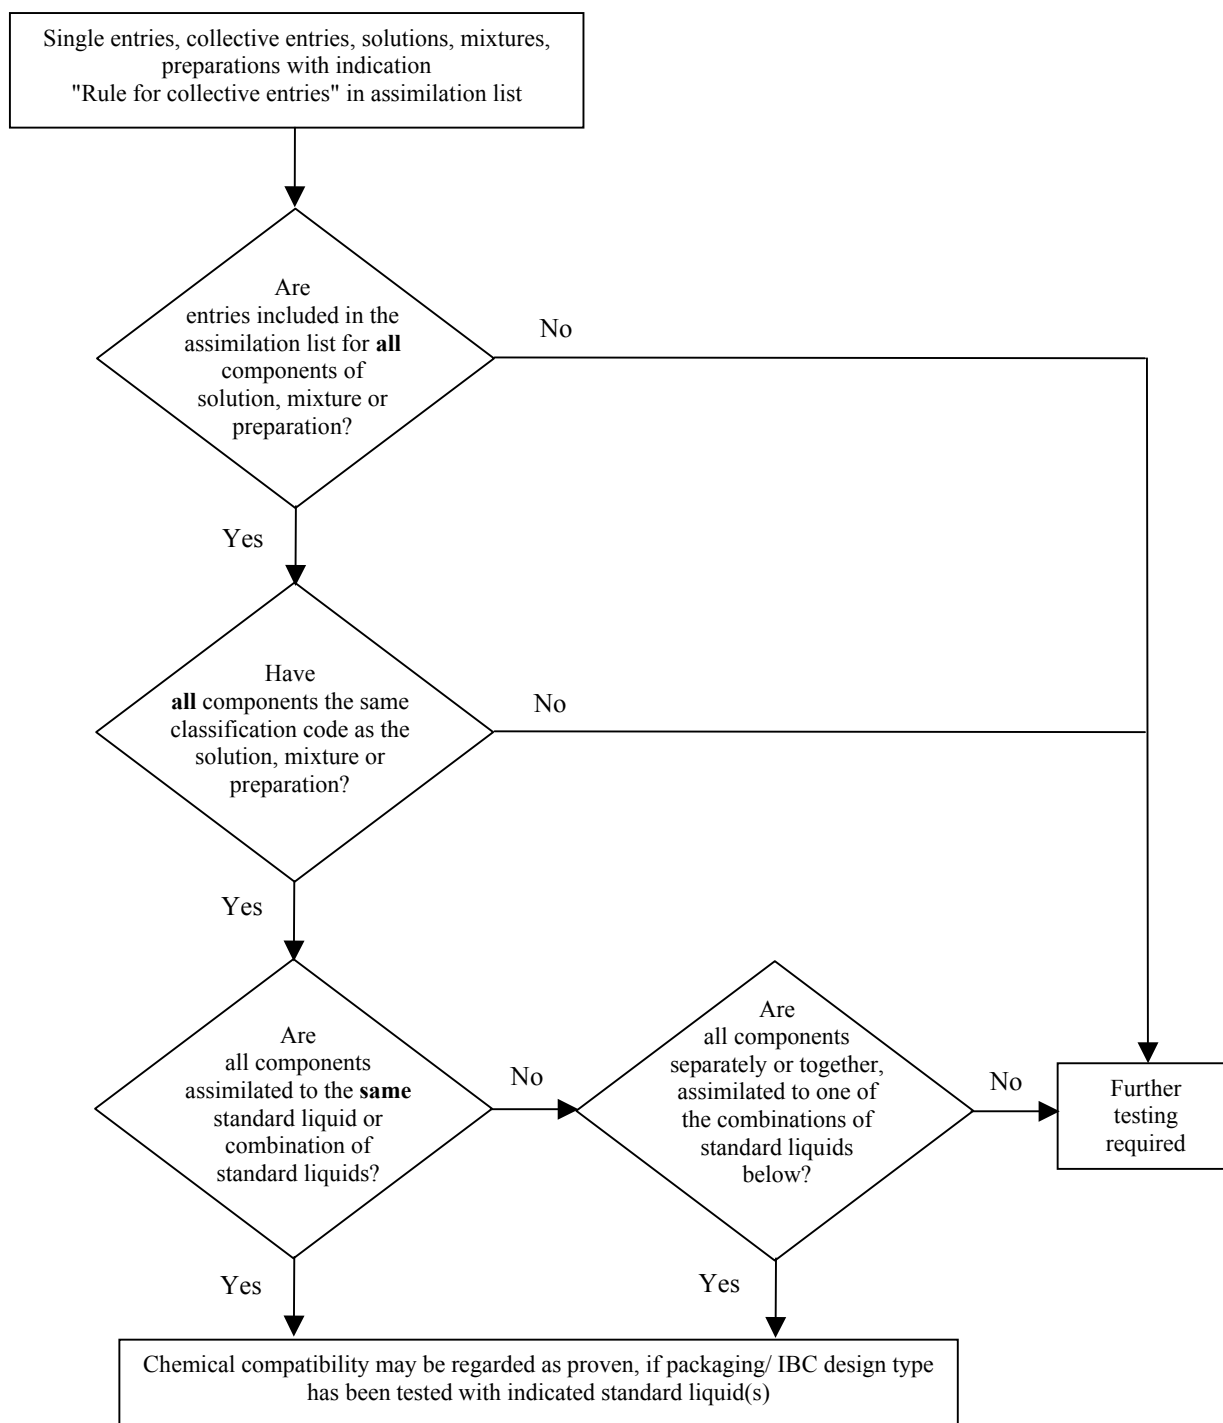 Single entries, collective entries, solutions, mixtures,
preparations with indication
"Rule for collective entries" in assimilation list
Are
entries included in the
assimilation list for all
components of
solution, mixture or
preparation?
No
Yes
Have
all components the same
classification code as the
solution, mixture or
preparation?
No
Yes
Are
all components
assimilated to the same
standard liquid or
combination of
standard liquids?
No
Are
all components
separately or together,
assimilated to one of
the combinations of
standard liquids
below?
No
Further
testing
required
Yes
Yes
Chemical compatibility may be regarded as proven, if packaging/ IBC design type
has been tested with indicated standard liquid(s)